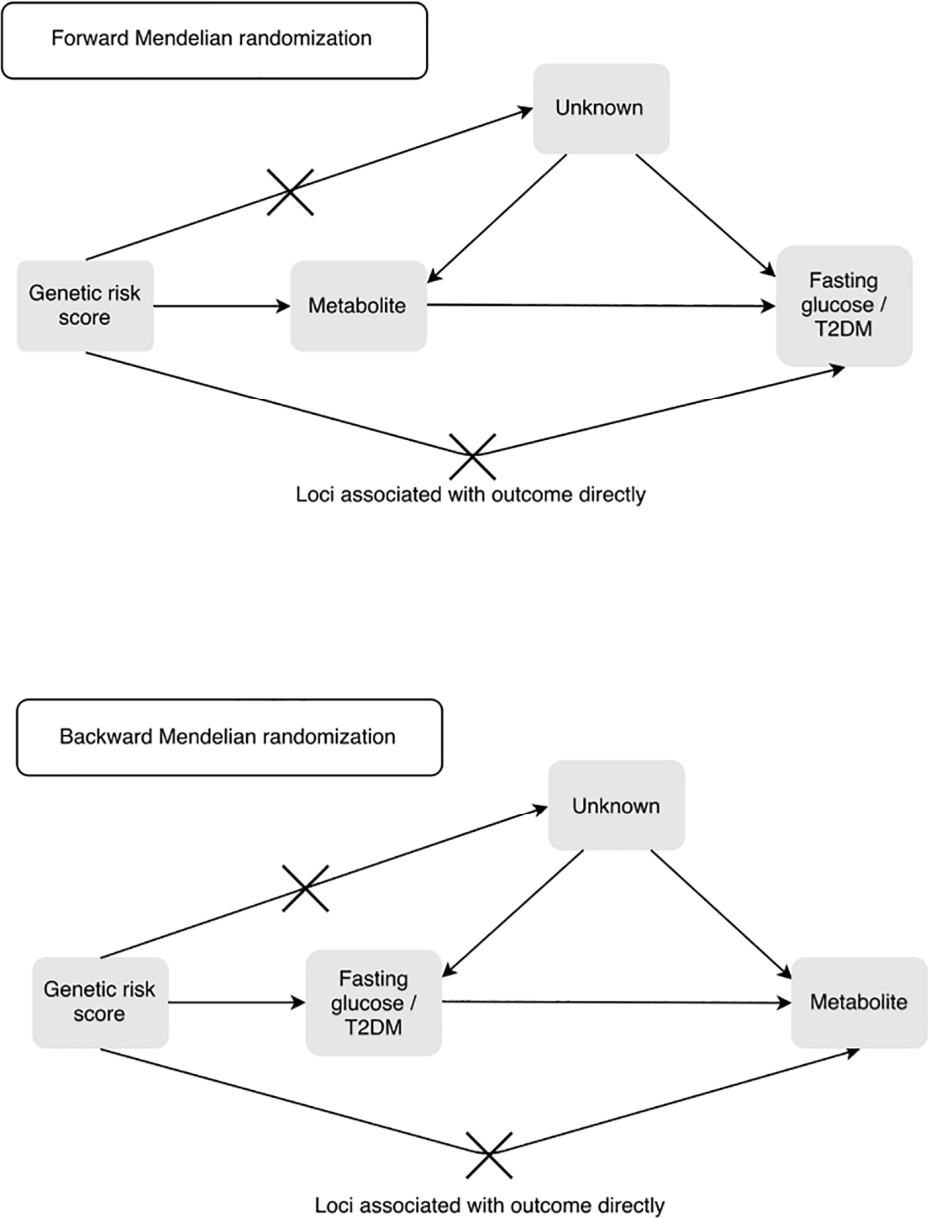 Forward Mendelian randomization
Unknown
Genetic risk
score
Metabolite
Fasting
glucose /
T2DM
Loci associated with outcome directly
Backward Mendelian randomization
Unknown
Genetic risk
score
Fasting
glucose /
T2DM
Metabolite
Loci associated with outcome directly